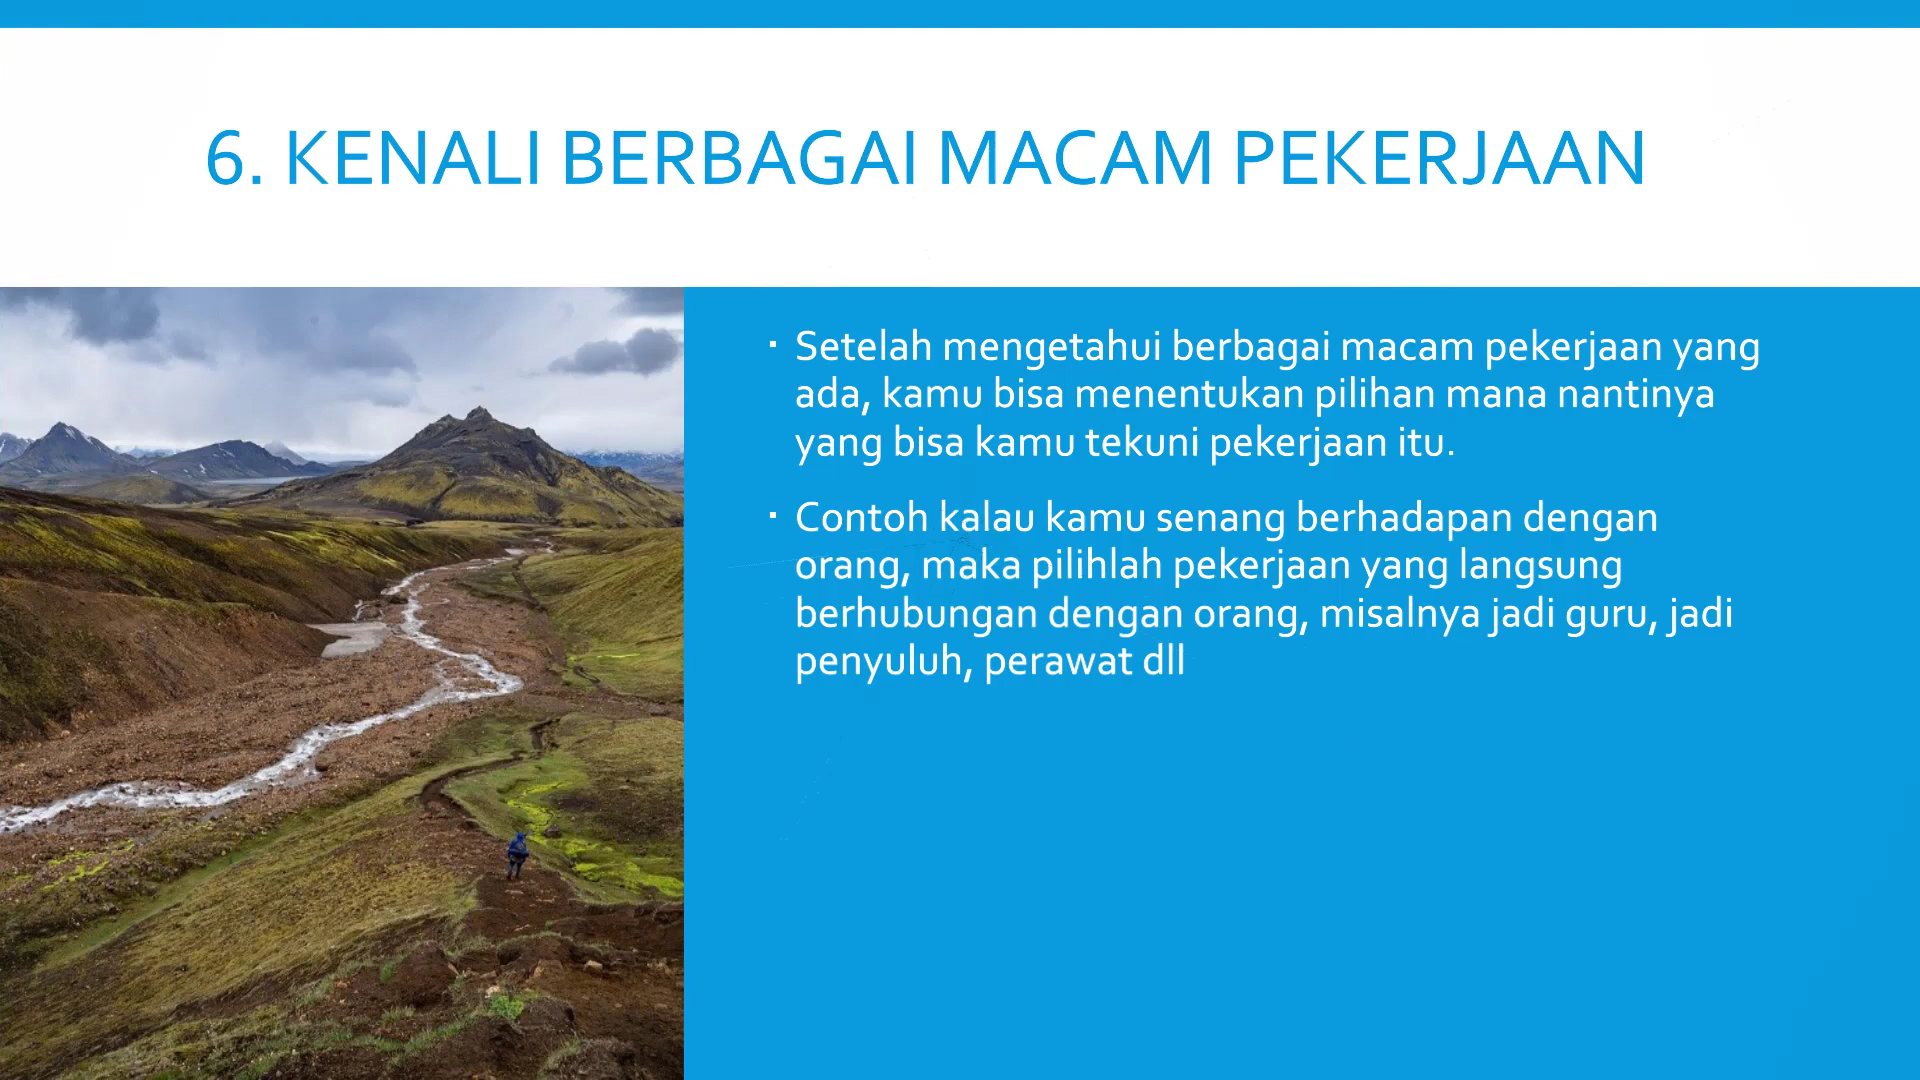 6. KENALI BERBAGAI MACAM PEKERJAAN
▪ Setelah mengetahui berbagai macam pekerjaan yang
ada, kamu bisa menentukan pilihan mana nantinya
yang bisa kamu tekuni pekerjaan itu.
▪ Contoh kalau kamu senang berhadapan dengan
orang, maka pilihlah pekerjaan yang langsung
berhubungan dengan orang, misalnya jadi guru, jadi
penyuluh, perawat dll